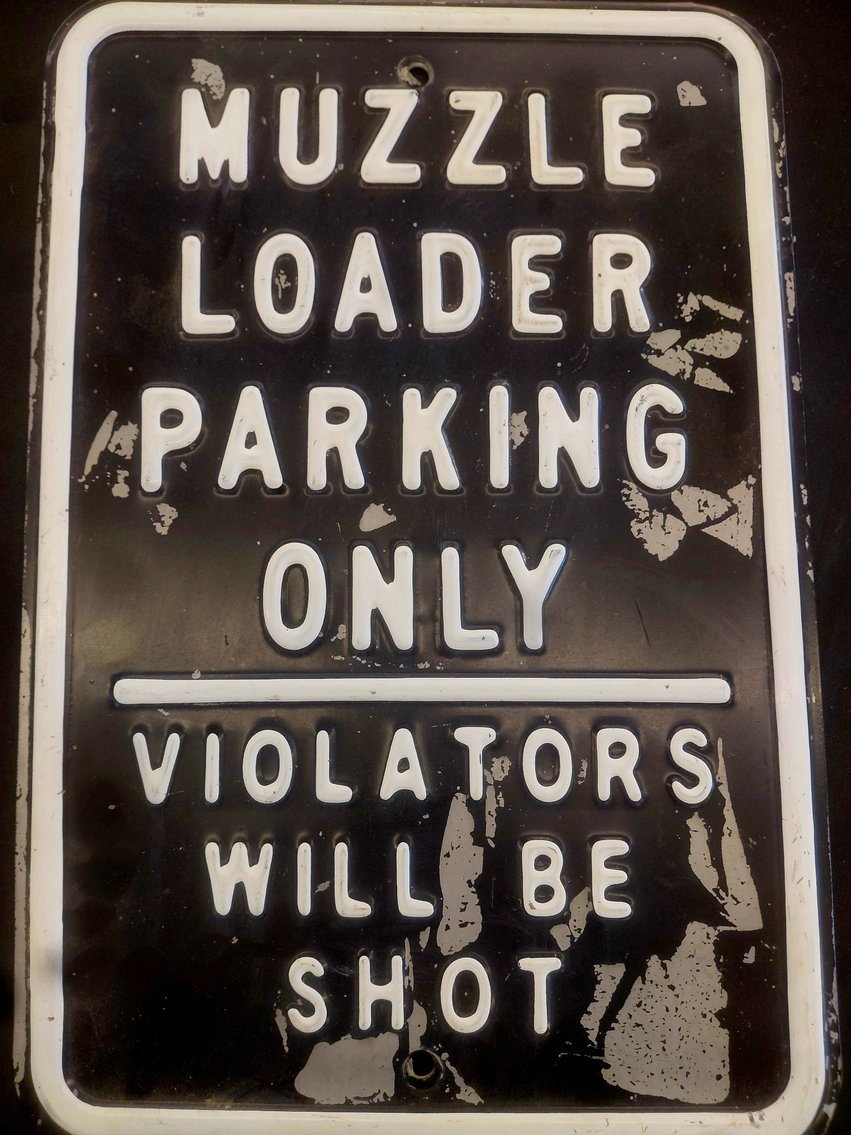 MUZZLE
LOADER
PARKING
ONLY
VIOLATORS
WILL BE
SHOT